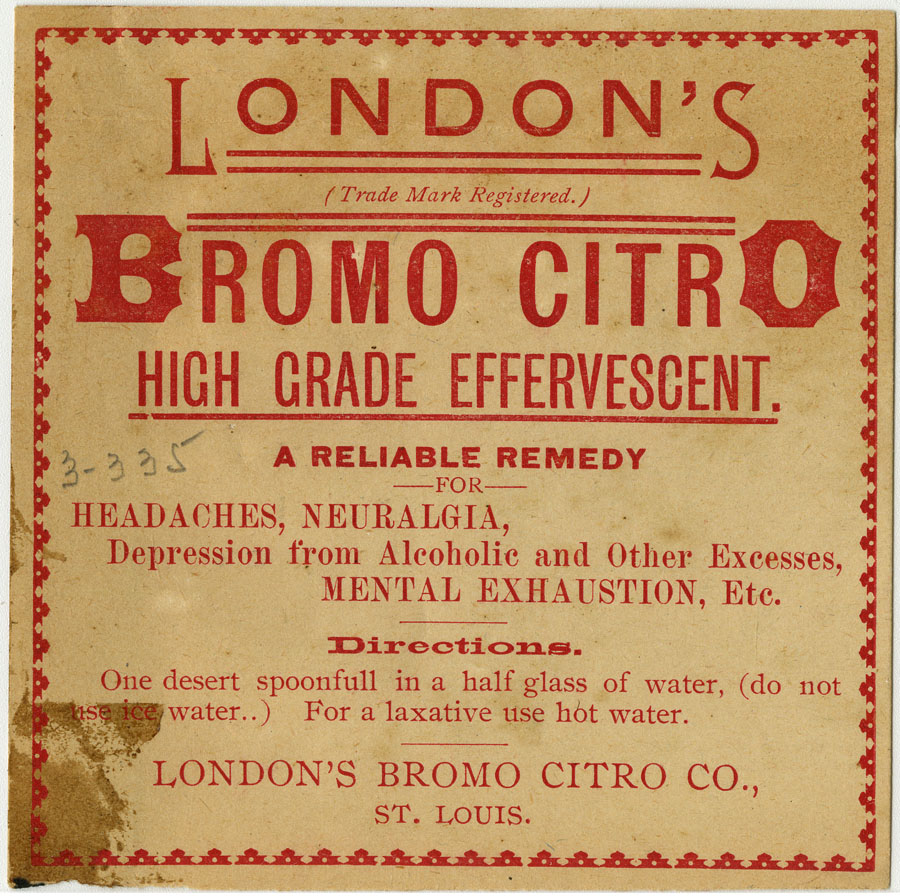 LONDON'S
(Trade Mark Registered.)
BROMO CITRO
HIGH GRADE EFFERVESCENT.
3-335
A RELIABLE REMEDY
FOR
HEADACHES, NEURALGIA,
Depression from Alcoholic and Other Excesses,
MENTAL EXHAUSTION, Etc.
Directions.
One desert spoonfull in a half glass of water, (do not
use ice water..) For a laxative use hot water.
LONDON'S BROMO CITRO CO.,
ST. LOUIS.